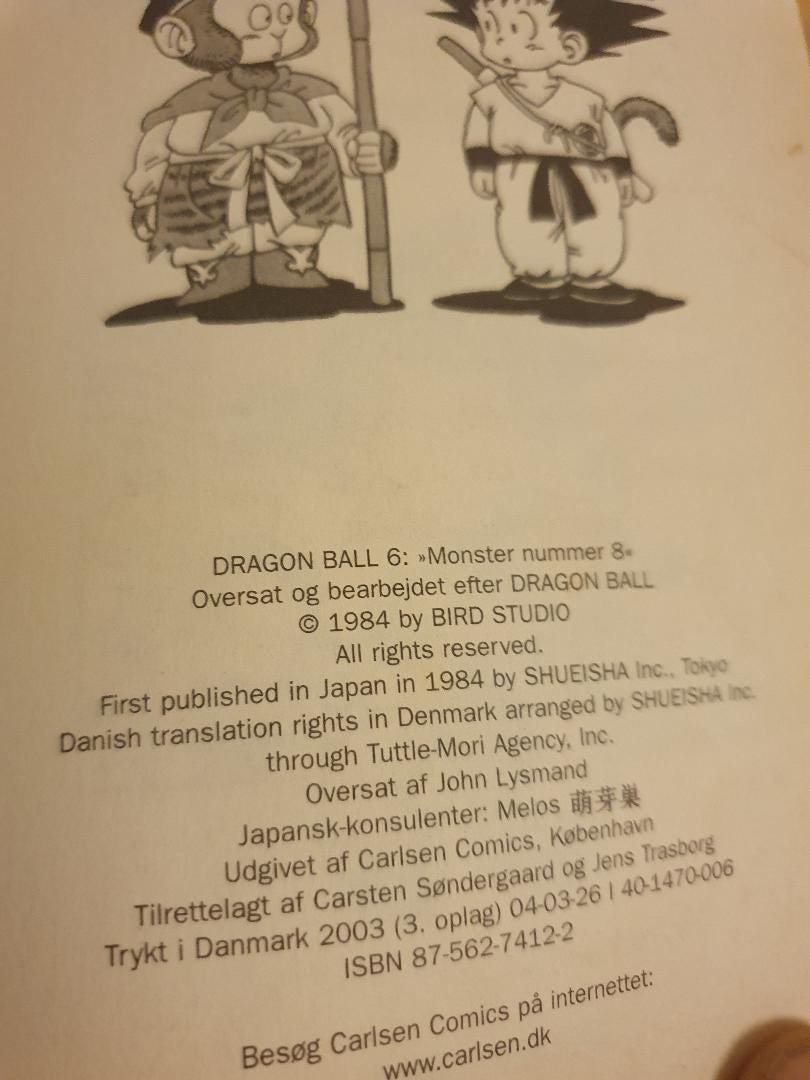 DRAGON BALL 6: »Monster nummer 8«
Oversat og bearbejdet efter DRAGON BALL
© 1984 by BIRD STUDIO
All rights reserved.
First published in Japan in 1984 by SHUEISHA Inc., Tokyo
Danish translation rights in Denmark arranged by SHUEISHA Inc.
through Tuttle-Mori Agency, Inc.
Oversat af John Lysmand
Japansk-konsulenter: Melos 萌芽巣
Udgivet af Carlsen Comics, København
Tilrettelagt af Carsten Søndergaard og Jens Trasborg
Trykt i Danmark 2003 (3. oplag) 04-03-26 I 40-1470-006
ISBN 87-562-7412-2
Besøg Carlsen Comics på internettet:
www.carlsen.dk